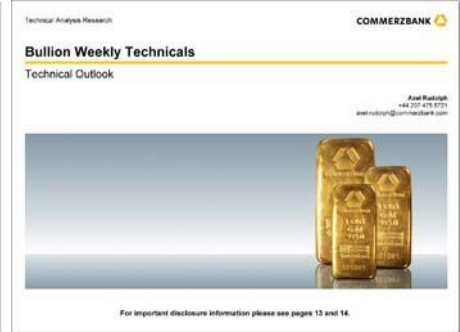 Technical Analysis Research
COMMERZBANK
Bullion Weekly Technicals
Technical Outlook
Axel Rudolph
+44 207 475 5721
axel.rudolph@commerzbank.com
For important disclosure information please see pages 13 and 14.